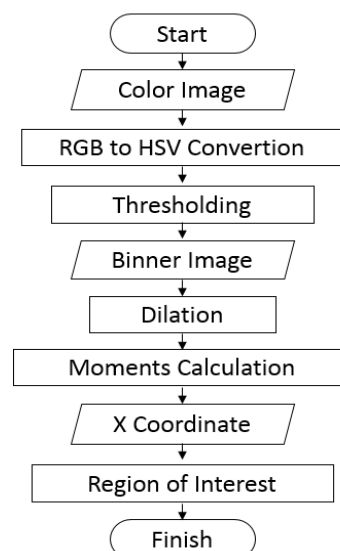 Start
Color Image
RGB to HSV Convertion
Thresholding
Binner Image
Dilation
Moments Calculation
X Coordinate
Region of Interest
Finish